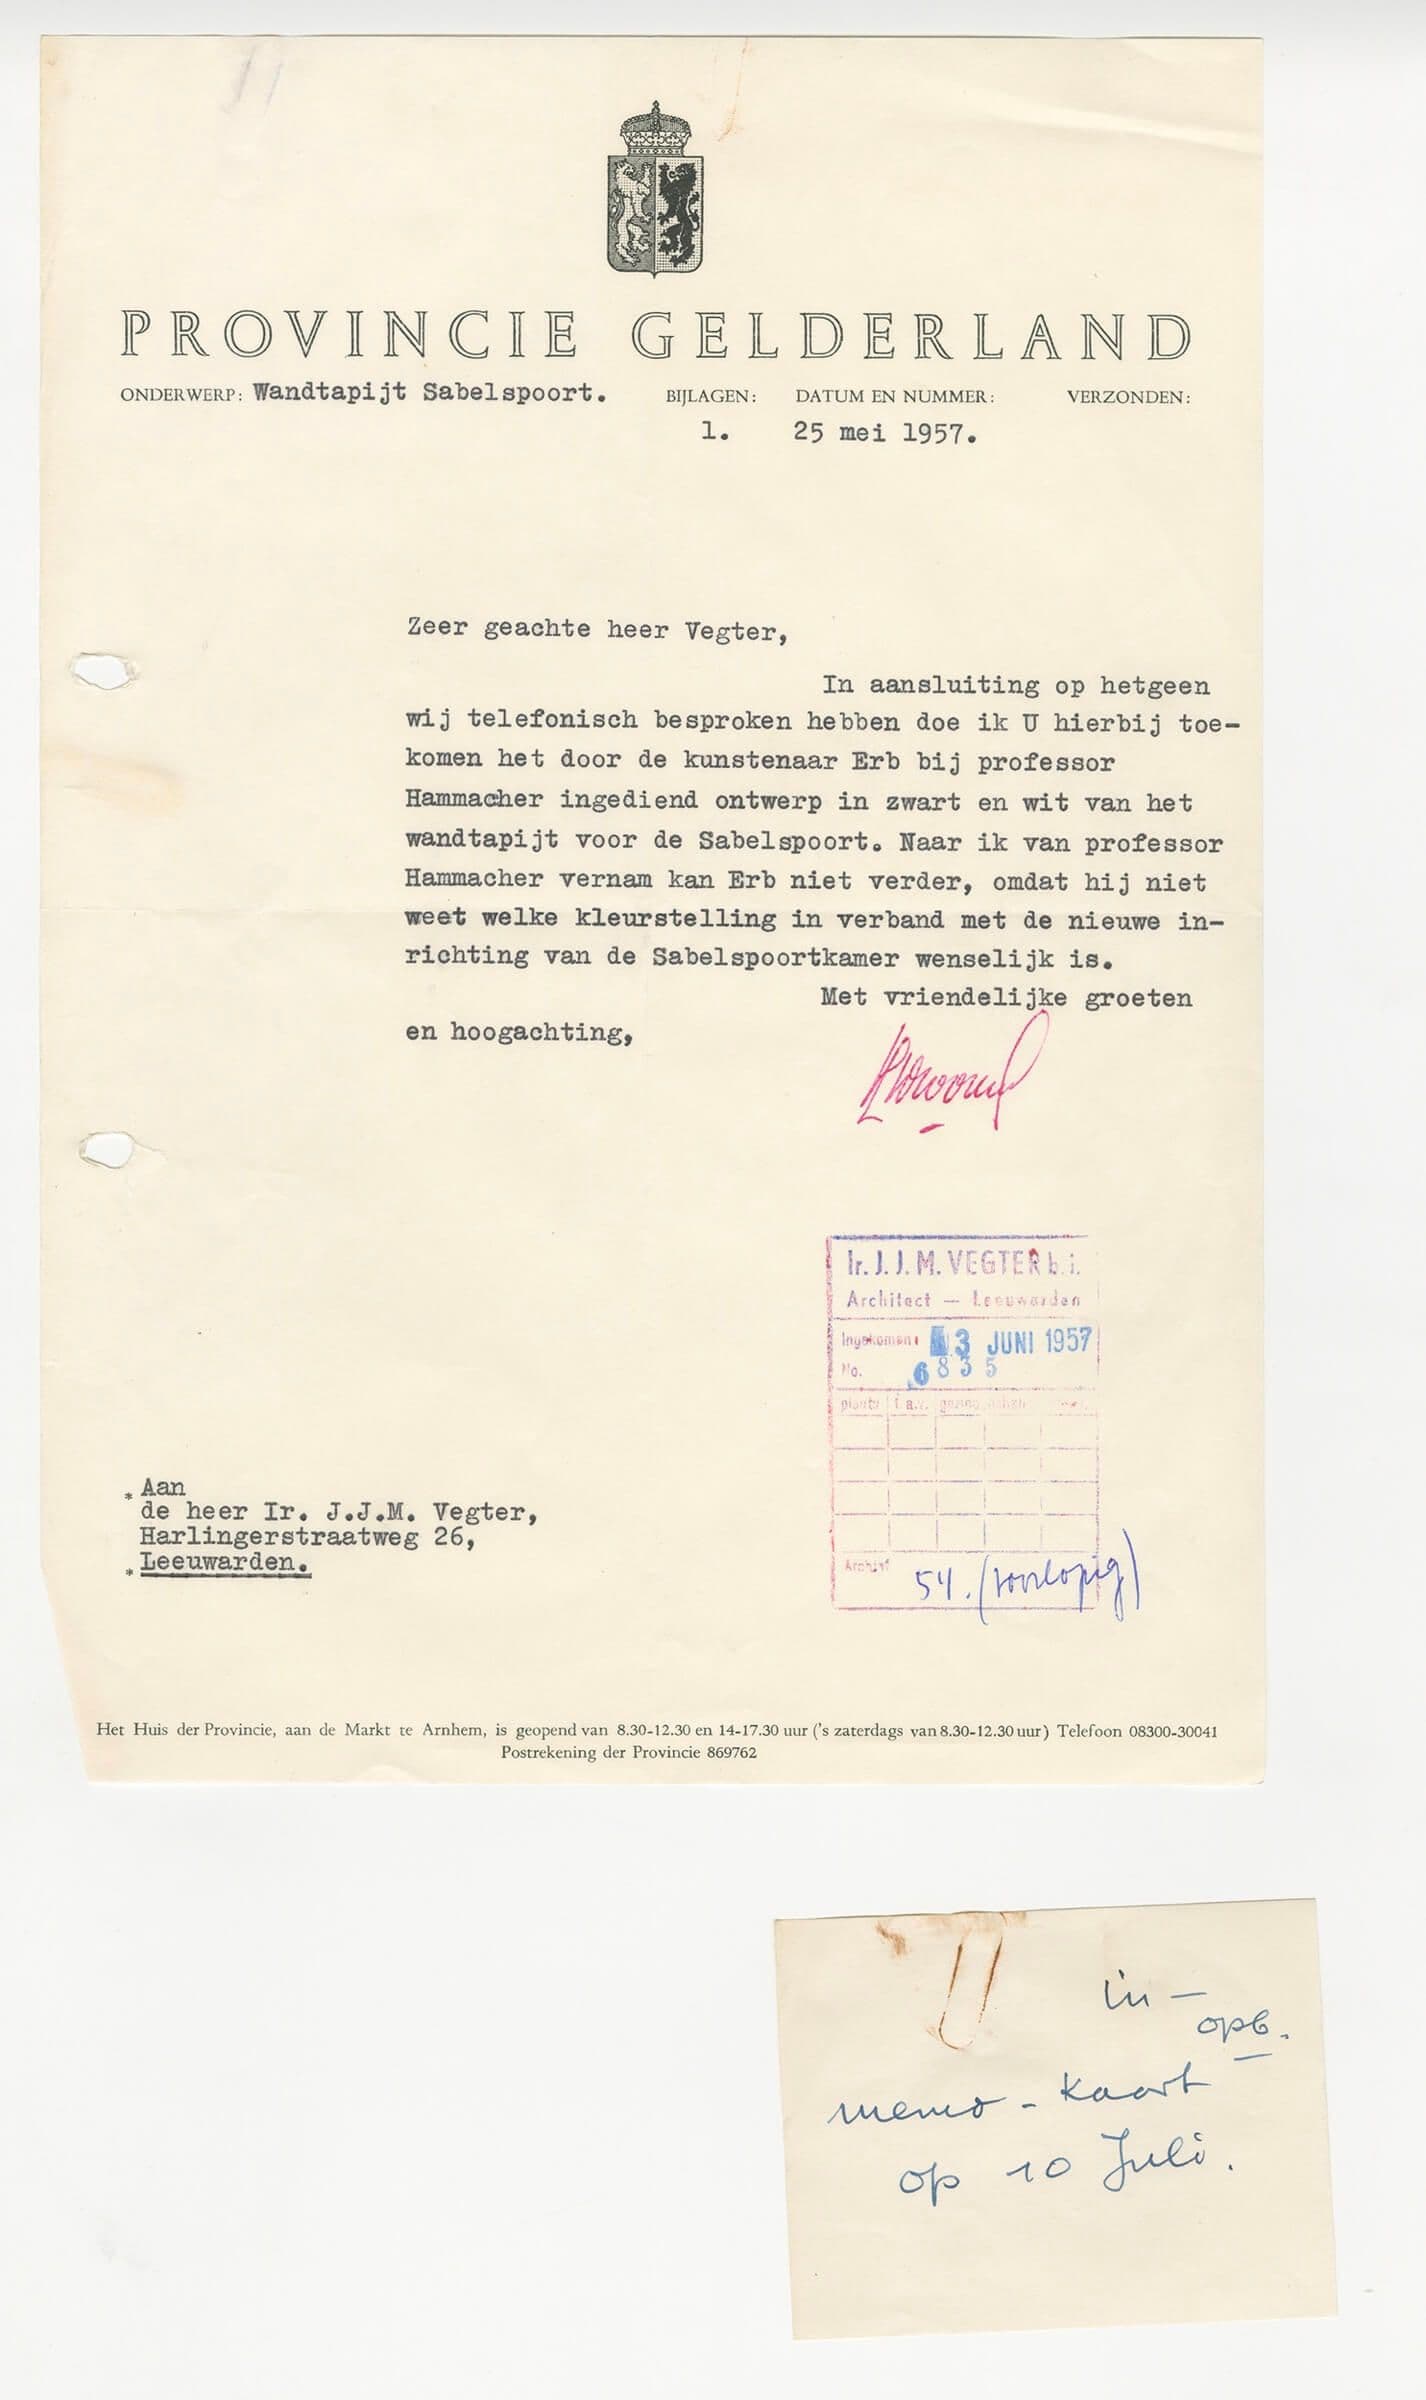 PROVINCIE GELDERLAND
ONDERWERP: Wandtapijt Sabelspoort. BIJLAGEN: DATUM EN NUMMER: VERZONDEN:
1. 25 mei 1957.
Zeer geachte heer Vegter,
In aansluiting op hetgeen
wij telefonisch besproken hebben doe ik U hierbij toe-
komen het door de kunstenaar Erb bij professor
Hammacher ingediend ontwerp in zwart en wit van het
wandtapijt voor de Sabelspoort. Naar ik van professor
Hammacher vernam kan Erb niet verder, omdat hij niet
weet welke kleurstelling in verband met de nieuwe in-
richting van de Sabelspoortkamer wenselijk is.
Met vriendelijke groeten
en hoogachting,
Ir. J. J. M. VEGTER b. i.
Architect — Leeuwarden
Ingekomen: 3 JUNI 1957
No. 6835
Archief 54. (voorlopig)
* Aan
de heer Ir. J.J.M. Vegter,
Harlingerstraatweg 26,
* Leeuwarden.
Het Huis der Provincie, aan de Markt te Arnhem, is geopend van 8.30-12.30 en 14-17.30 uur ('s zaterdags van 8.30-12.30 uur) Telefoon 08300-30041
Postrekening der Provincie 869762
in —
opb.
memo - kaart
op 10 Juli.